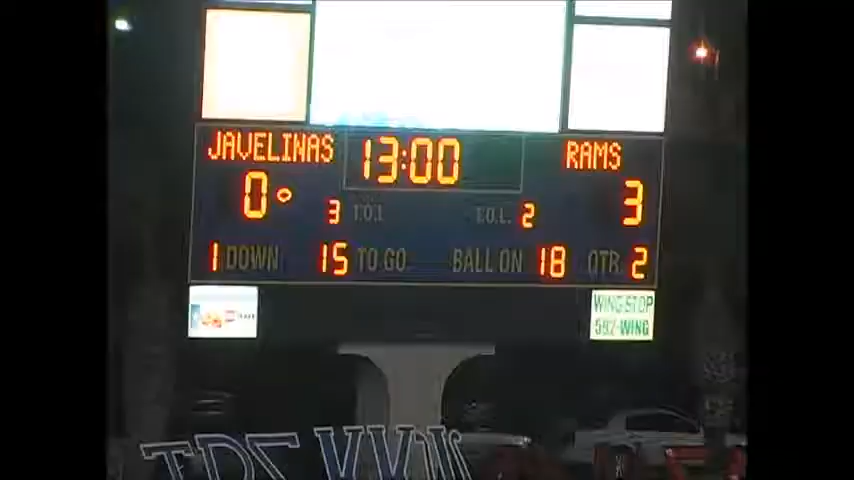 JAVELINAS 13:00 RAMS
0 3 T.O.L T.O.L. 2 3
1 DOWN 15 TO GO BALL ON 18 QTR. 2
WING STOP
592-WING